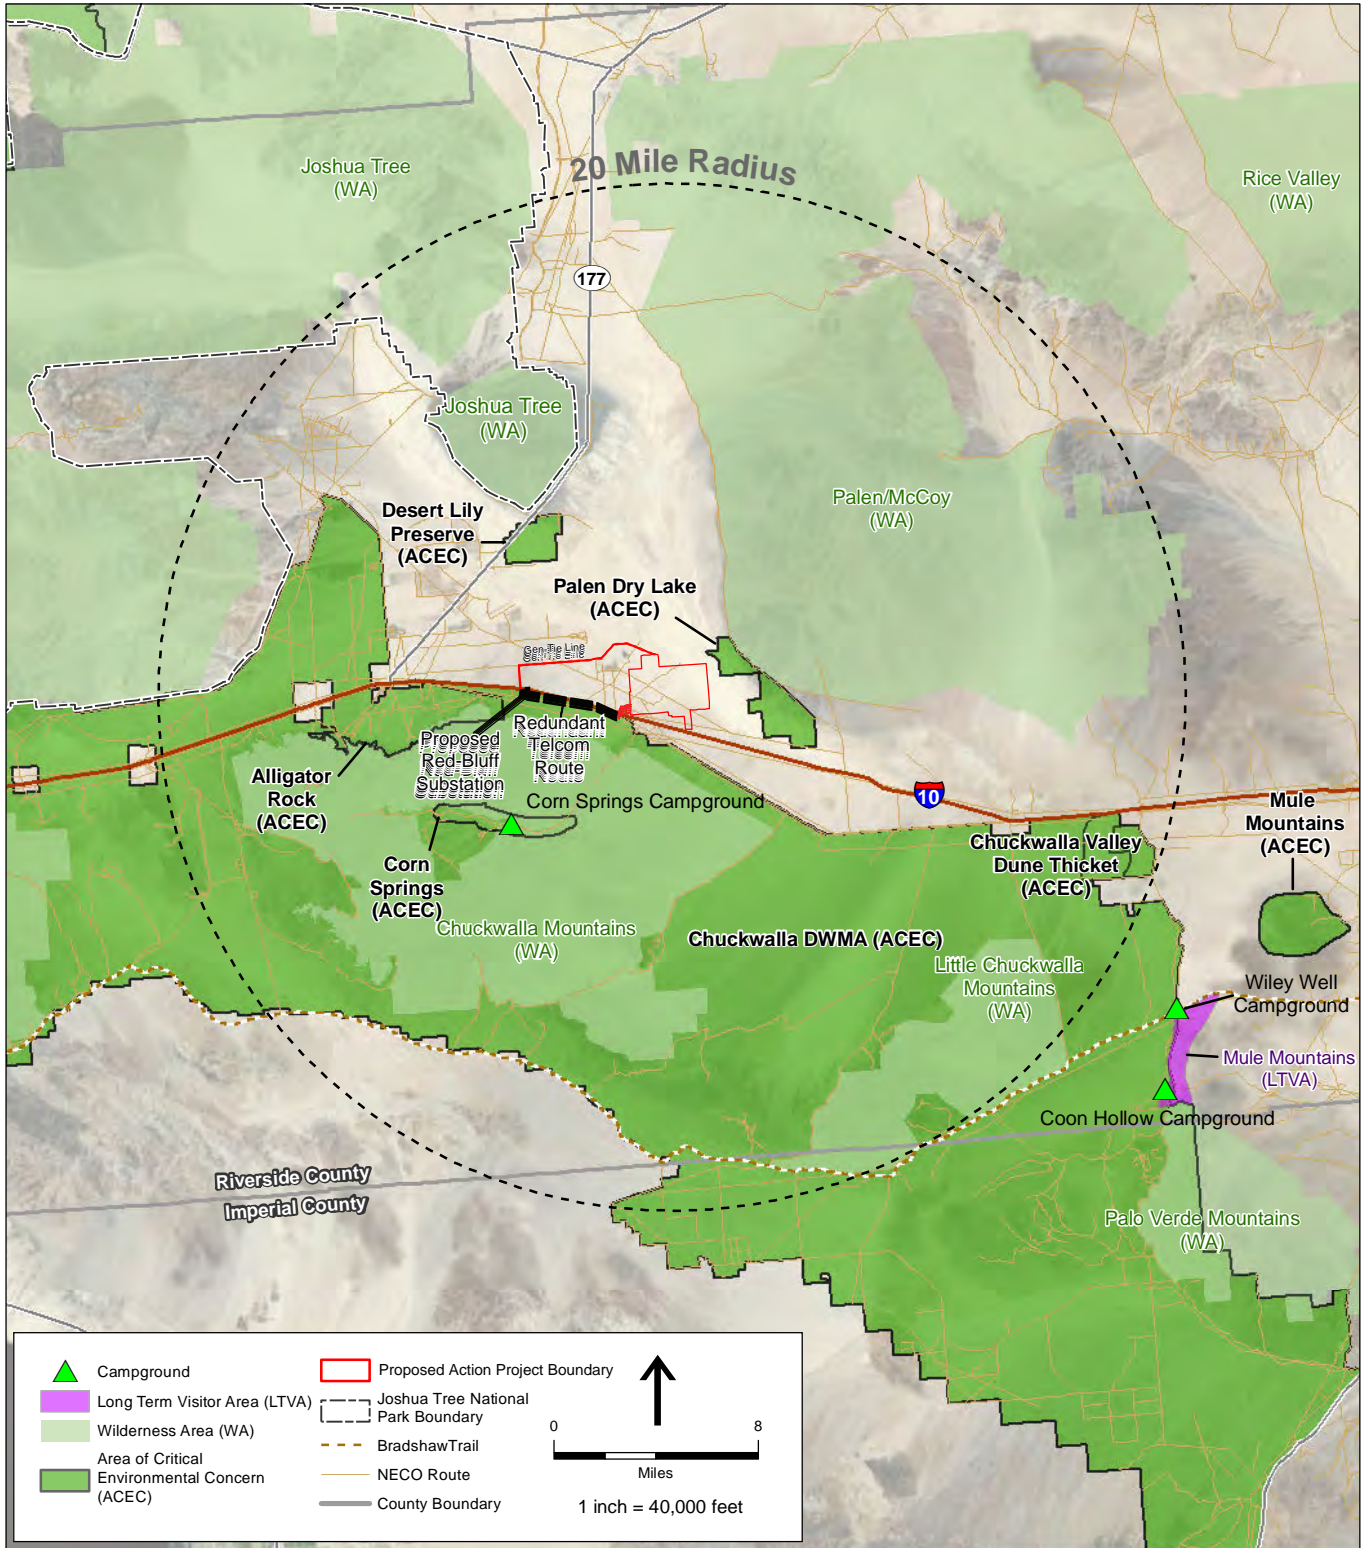 20 Mile Radius
Joshua Tree
(WA)
Rice Valley
(WA)
177
Joshua Tree
(WA)
Palen/McCoy
(WA)
Desert Lily
Preserve
(ACEC)
Palen Dry Lake
(ACEC)
Gen-Tie Line
Proposed
Red-Bluff
Substation
Redundant
Telcom
Route
Alligator
Rock
(ACEC)
Corn Springs Campground
10
Mule
Mountains
(ACEC)
Chuckwalla Valley
Dune Thicket
(ACEC)
Corn
Springs
(ACEC)
Chuckwalla Mountains
(WA)
Chuckwalla DWMA (ACEC)
Little Chuckwalla
Mountains
(WA)
Wiley Well
Campground
Mule Mountains
(LTVA)
Coon Hollow Campground
Riverside County
Imperial County
Palo Verde Mountains
(WA)
Campground
Long Term Visitor Area (LTVA)
Wilderness Area (WA)
Area of Critical
Environmental Concern
(ACEC)
Proposed Action Project Boundary
Joshua Tree National
Park Boundary
BradshawTrail
NECO Route
County Boundary
0 8
Miles
1 inch = 40,000 feet